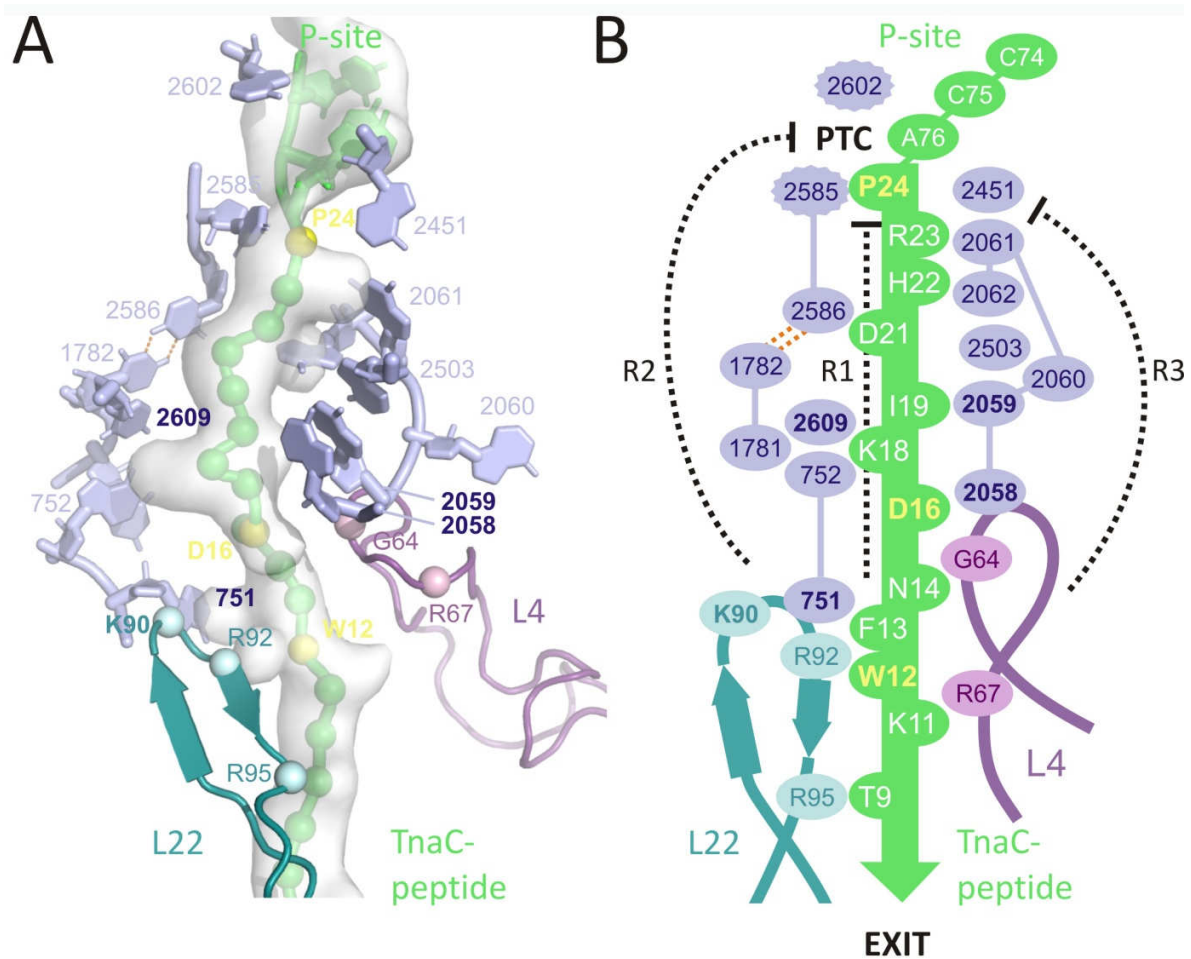 A
P-site
2602
2585
P24
2451
2586
2061
1782
2503
2609
2060
752
2059
2058
D16
G64
751
R67
K90
R92
W12
L4
R95
L22
TnaC-
peptide
B
P-site
C74
2602
C75
PTC
A76
2585
P24
2451
R23
2061
H22
2062
2586
D21
2503
R2
1782
R1
2060
R3
I19
2059
2609
1781
K18
752
D16
2058
G64
N14
K90
751
F13
R92
W12
R67
K11
L4
R95
T9
L22
TnaC-
peptide
EXIT